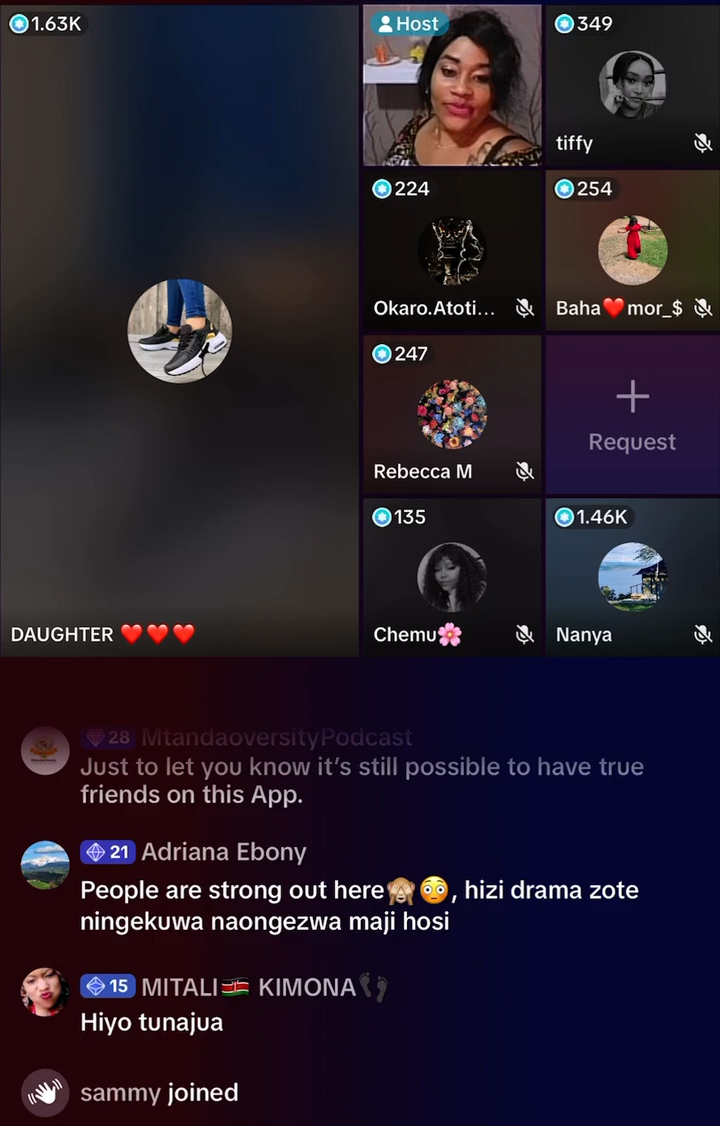 1.63K
Host
349
tiffy
224
254
Okaro.Atoti...
Baha❤️mor_$
247
Request
Rebecca M
135
1.46K
DAUGHTER ❤️❤️❤️
Chemu🌸
Nanya
28 MtandaoversityPodcast
Just to let you know it's still possible to have true
friends on this App.
21 Adriana Ebony
People are strong out here🙈😳, hizi drama zote
ningekuwa naongezwa maji hosi
15 MITALI🇰🇪 KIMONA👣
Hiyo tunajua
sammy joined